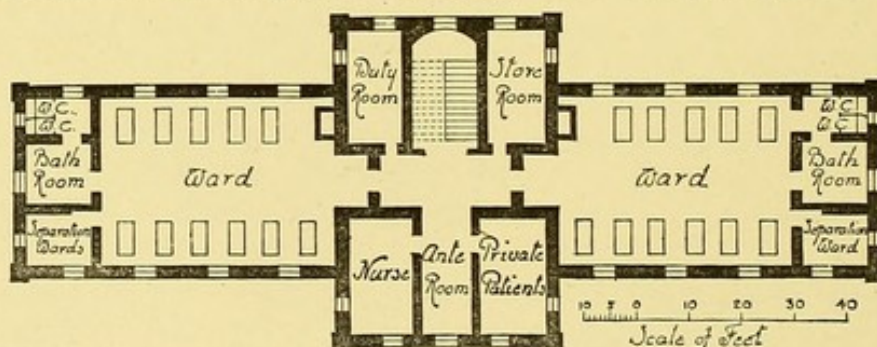 Duty
Room
Store
Room
W.C.
W.C.
W.C.
W.C.
Bath
Room
Ward
Ward
Bath
Room
Separation
Wards
Nurse
Ante
Room
Private
Patients
Separation
Ward
10 5 0 10 20 30 40
Scale of Feet